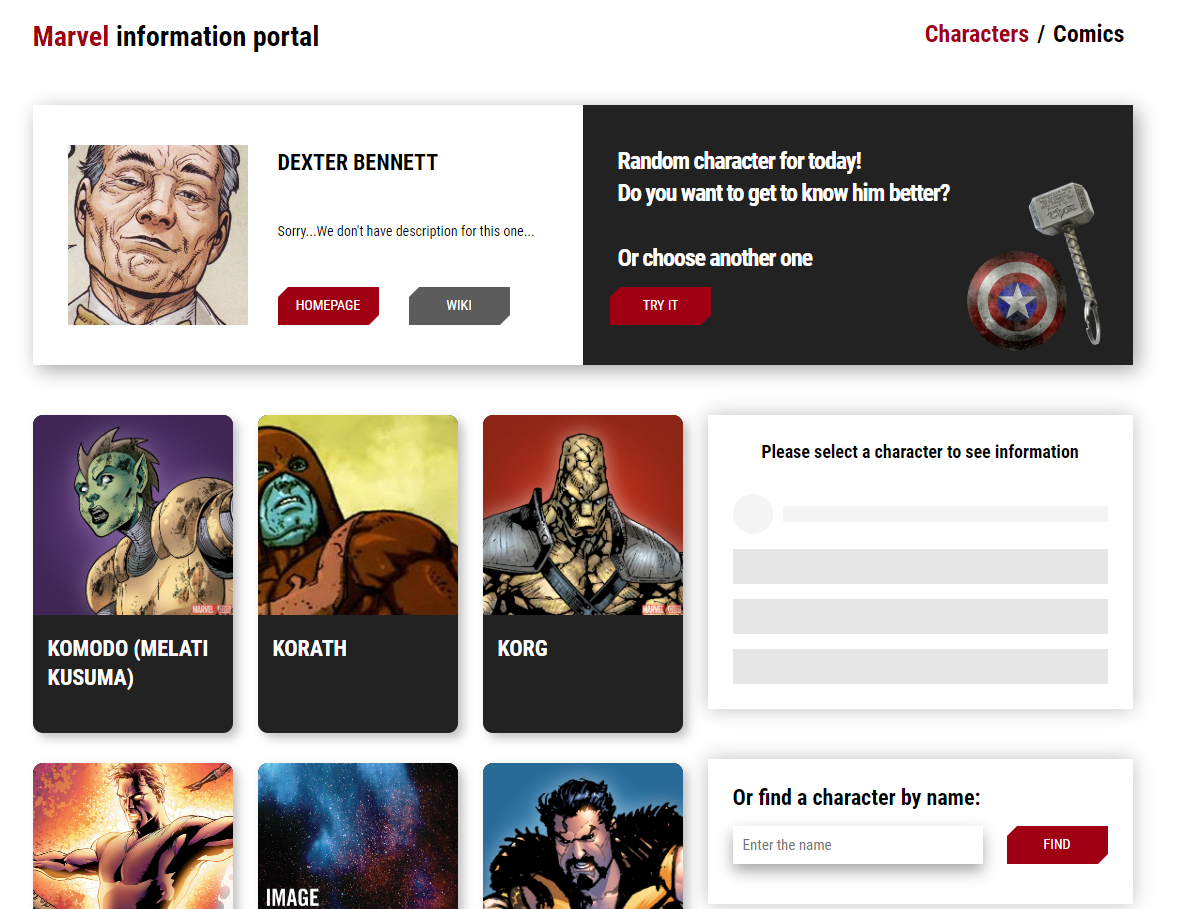 Marvel information portal
Characters / Comics
DEXTER BENNETT
Sorry...We don't have description for this one...
HOMEPAGE
WIKI
Random character for today!
Do you want to get to know him better?
Or choose another one
TRY IT
MARVEL
MARVEL
KOMODO (MELATI
KUSUMA)
KORATH
KORG
Please select a character to see information
Or find a character by name:
Enter the name
FIND
IMAGE